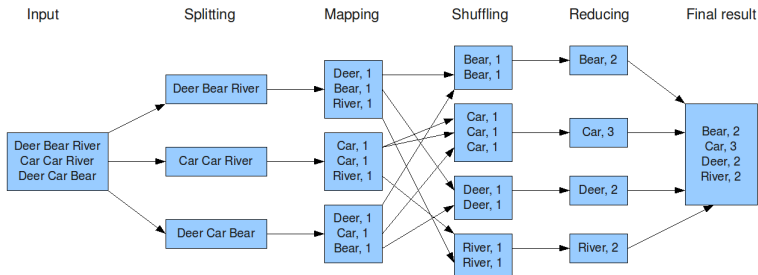 Input
Splitting
Mapping
Shuffling
Reducing
Final result
Deer Bear River
Car Car River
Deer Car Bear
Deer Bear River
Car Car River
Deer Car Bear
Deer, 1
Bear, 1
River, 1
Car, 1
Car, 1
River, 1
Deer, 1
Car, 1
Bear, 1
Bear, 1
Bear, 1
Car, 1
Car, 1
Car, 1
Deer, 1
Deer, 1
River, 1
River, 1
Bear, 2
Car, 3
Deer, 2
River, 2
Bear, 2
Car, 3
Deer, 2
River, 2